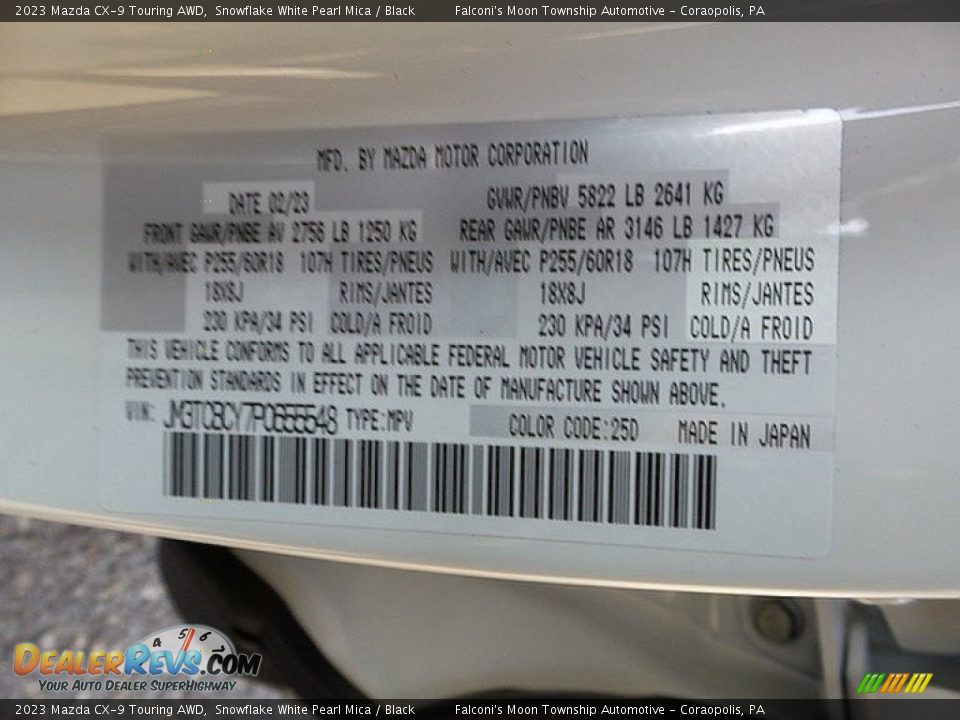 2023 Mazda CX-9 Touring AWD, Snowflake White Pearl Mica / Black Falconi's Moon Township Automotive - Coraopolis, PA
MFD. BY MAZDA MOTOR CORPORATION
DATE 02/23 GVWR/PNBV 5822 LB 2641 KG
FRONT GAWR/PNBE AV 2756 LB 1250 KG REAR GAWR/PNBE AR 3146 LB 1427 KG
WITH/AVEC P255/60R18 107H TIRES/PNEUS WITH/AVEC P255/60R18 107H TIRES/PNEUS
18X8J RIMS/JANTES 18X8J RIMS/JANTES
230 KPA/34 PSI COLD/A FROID 230 KPA/34 PSI COLD/A FROID
THIS VEHICLE CONFORMS TO ALL APPLICABLE FEDERAL MOTOR VEHICLE SAFETY AND THEFT
PREVENTION STANDARDS IN EFFECT ON THE DATE OF MANUFACTURE SHOWN ABOVE.
VIN: JM3TCBCY7P0655548 TYPE:MPV COLOR CODE:25D MADE IN JAPAN
4 5 6
DEALERREVS.COM
YOUR AUTO DEALER SUPERHIGHWAY
2023 Mazda CX-9 Touring AWD, Snowflake White Pearl Mica / Black Falconi's Moon Township Automotive - Coraopolis, PA